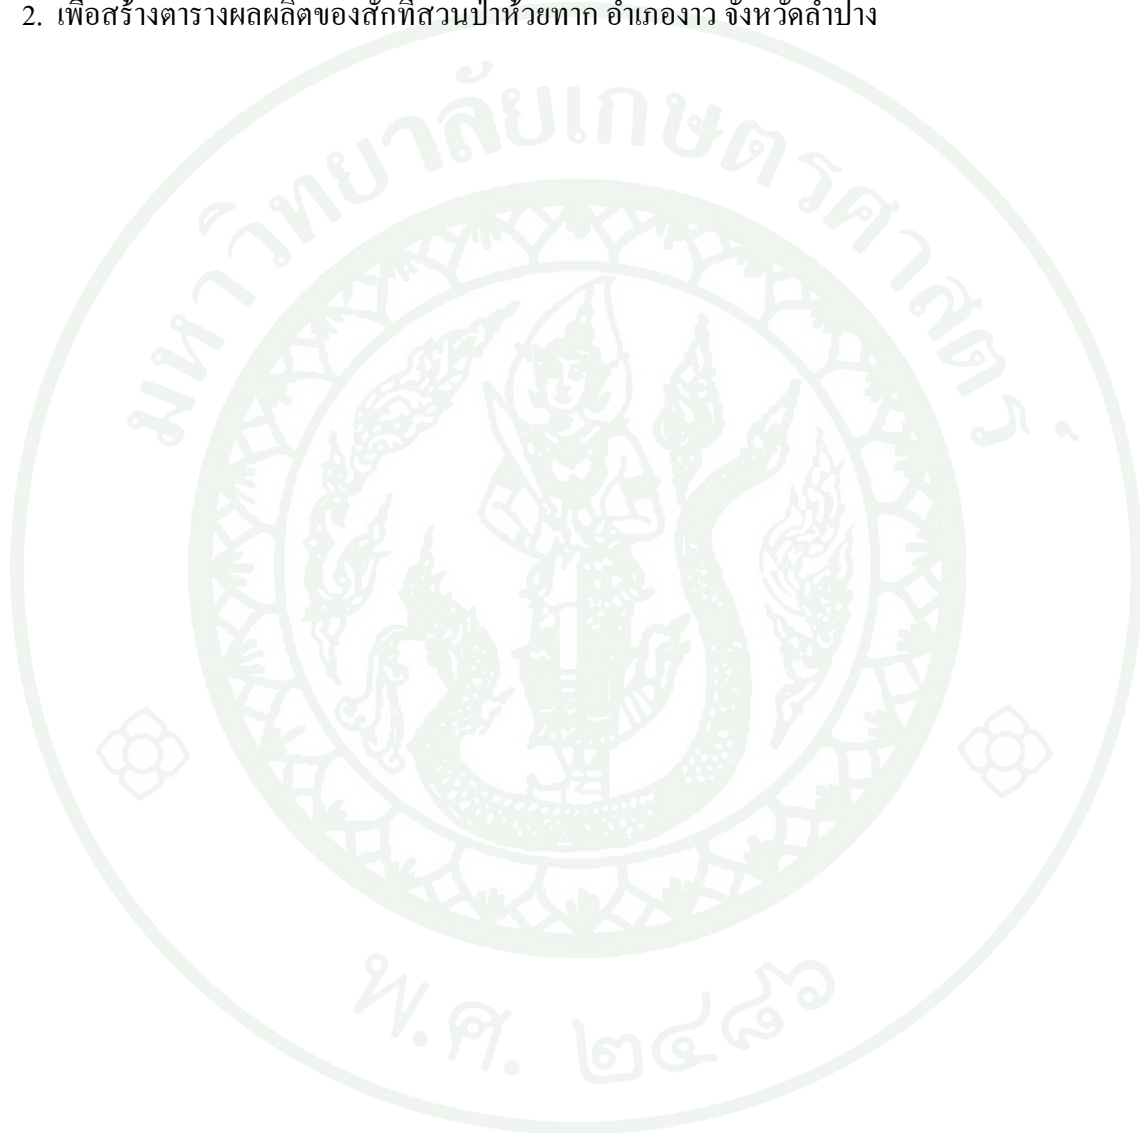 2. เพื่อสร้างตารางผลผลิตของสักที่สวนป่าห้วยทาก อำเภองาว จังหวัดลำปาง
มหาวิทยาลัยเกษตรศาสตร์
พ.ศ. ๒๔๘๖